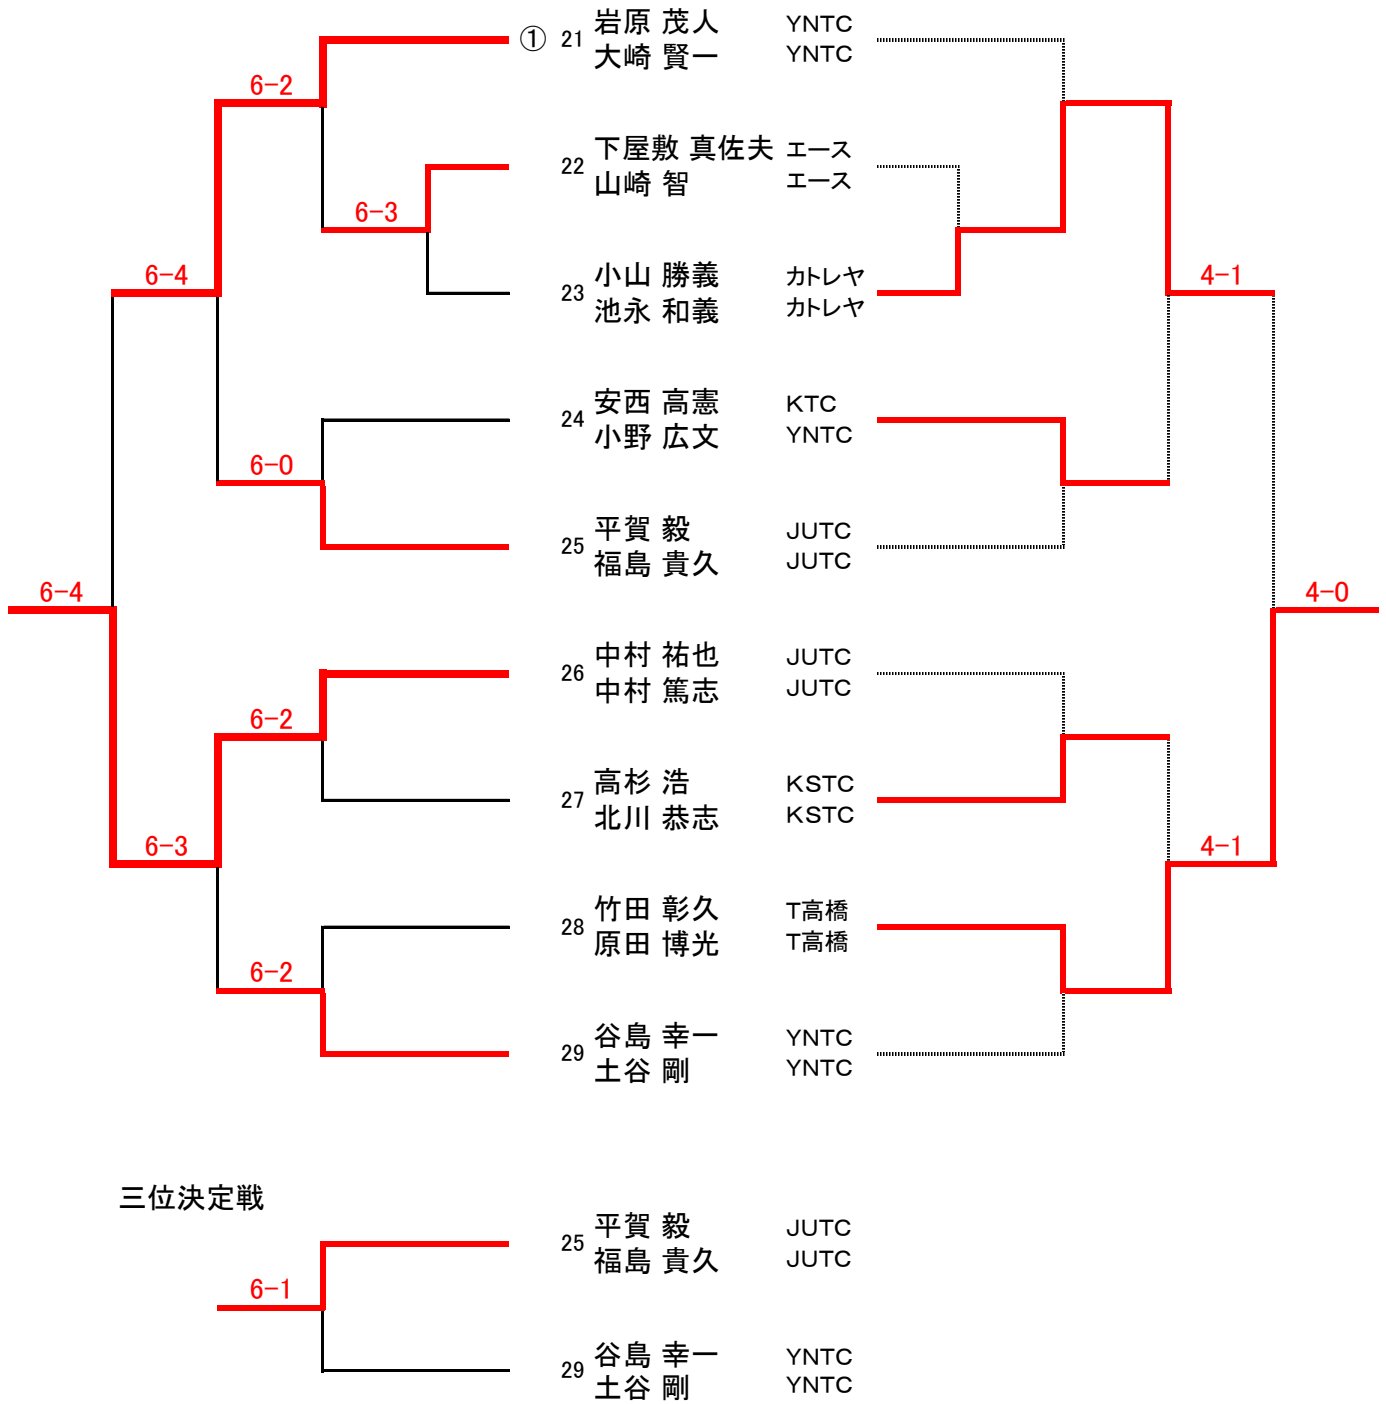 ① 21 岩原 茂人 YNTC
大崎 賢一 YNTC
6-2
22 下屋敷 真佐夫 エース
山崎 智 エース
6-3
6-4
23 小山 勝義 カトレヤ
池永 和義 カトレヤ
4-1
24 安西 高憲 KTC
小野 広文 YNTC
6-0
25 平賀 毅 JUTC
福島 貴久 JUTC
6-4
4-0
26 中村 祐也 JUTC
中村 篤志 JUTC
6-2
27 高杉 浩 KSTC
北川 恭志 KSTC
6-3
4-1
28 竹田 彰久 T高橋
原田 博光 T高橋
6-2
29 谷島 幸一 YNTC
土谷 剛 YNTC
三位決定戦
25 平賀 毅 JUTC
福島 貴久 JUTC
6-1
29 谷島 幸一 YNTC
土谷 剛 YNTC